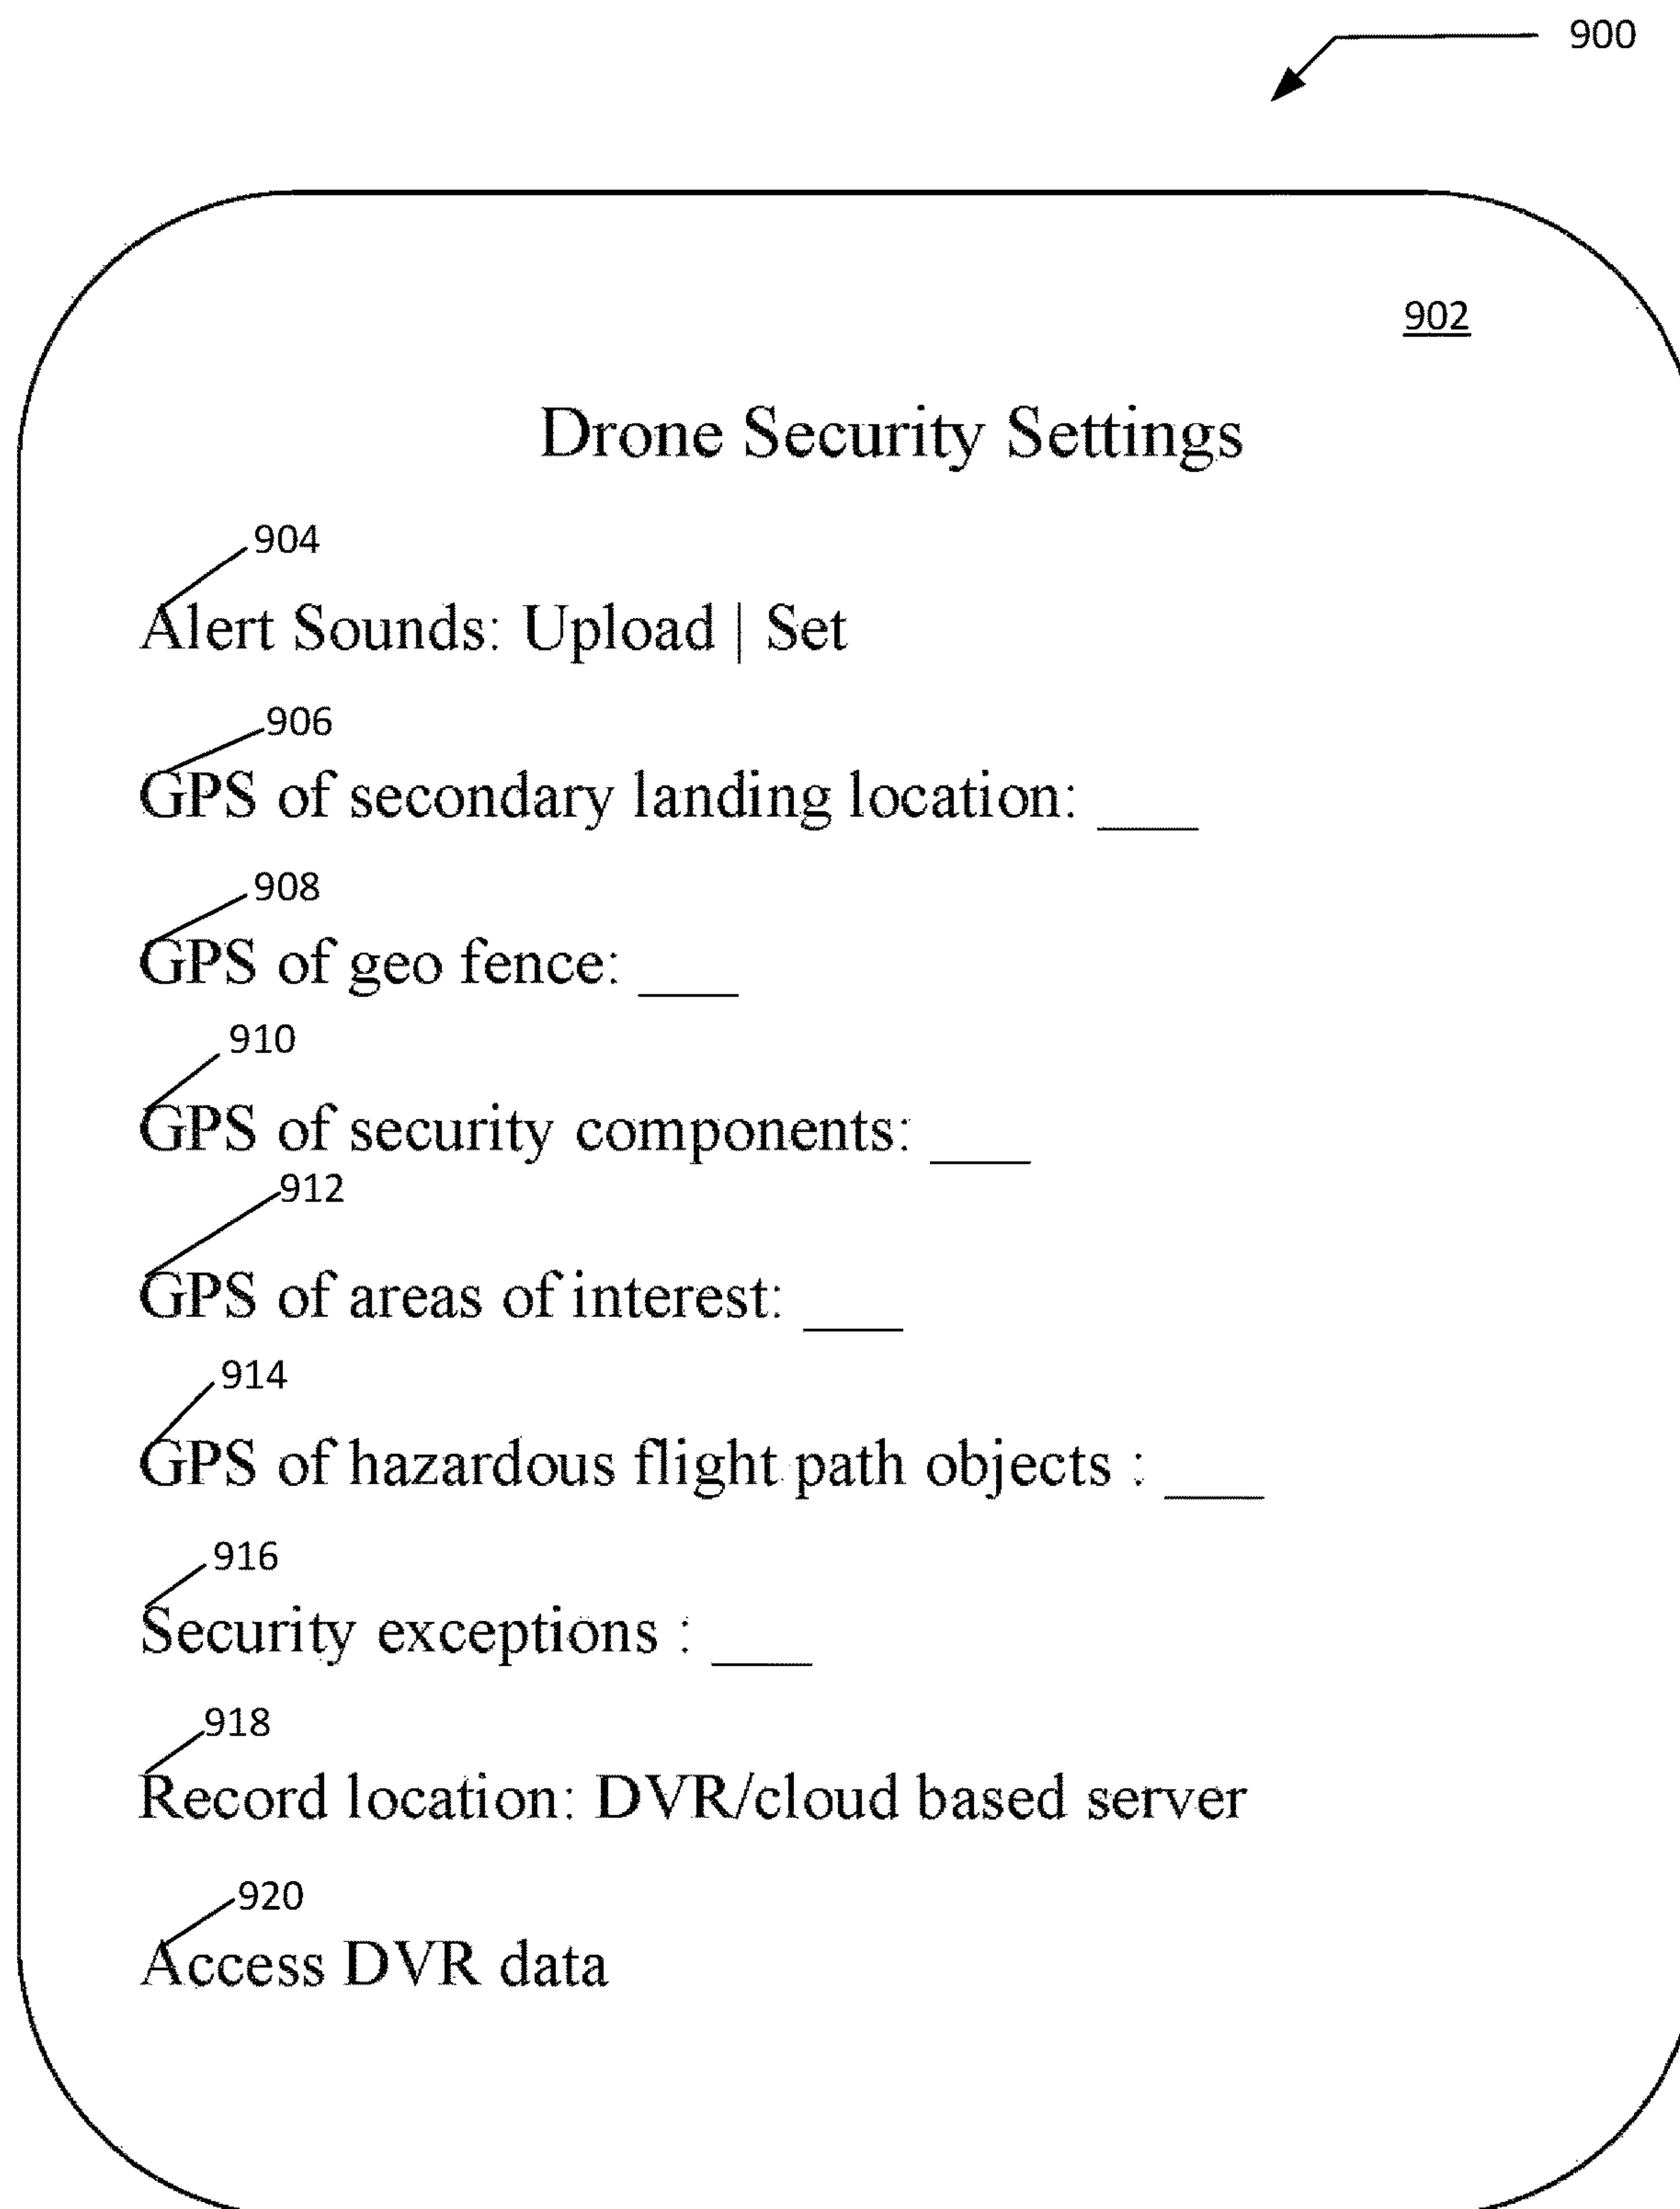 900
902
Drone Security Settings
904
Alert Sounds: Upload | Set
906
GPS of secondary landing location: ___
908
GPS of geo fence: ___
910
GPS of security components: ___
912
GPS of areas of interest: ___
914
GPS of hazardous flight path objects : ___
916
Security exceptions : ___
918
Record location: DVR/cloud based server
920
Access DVR data